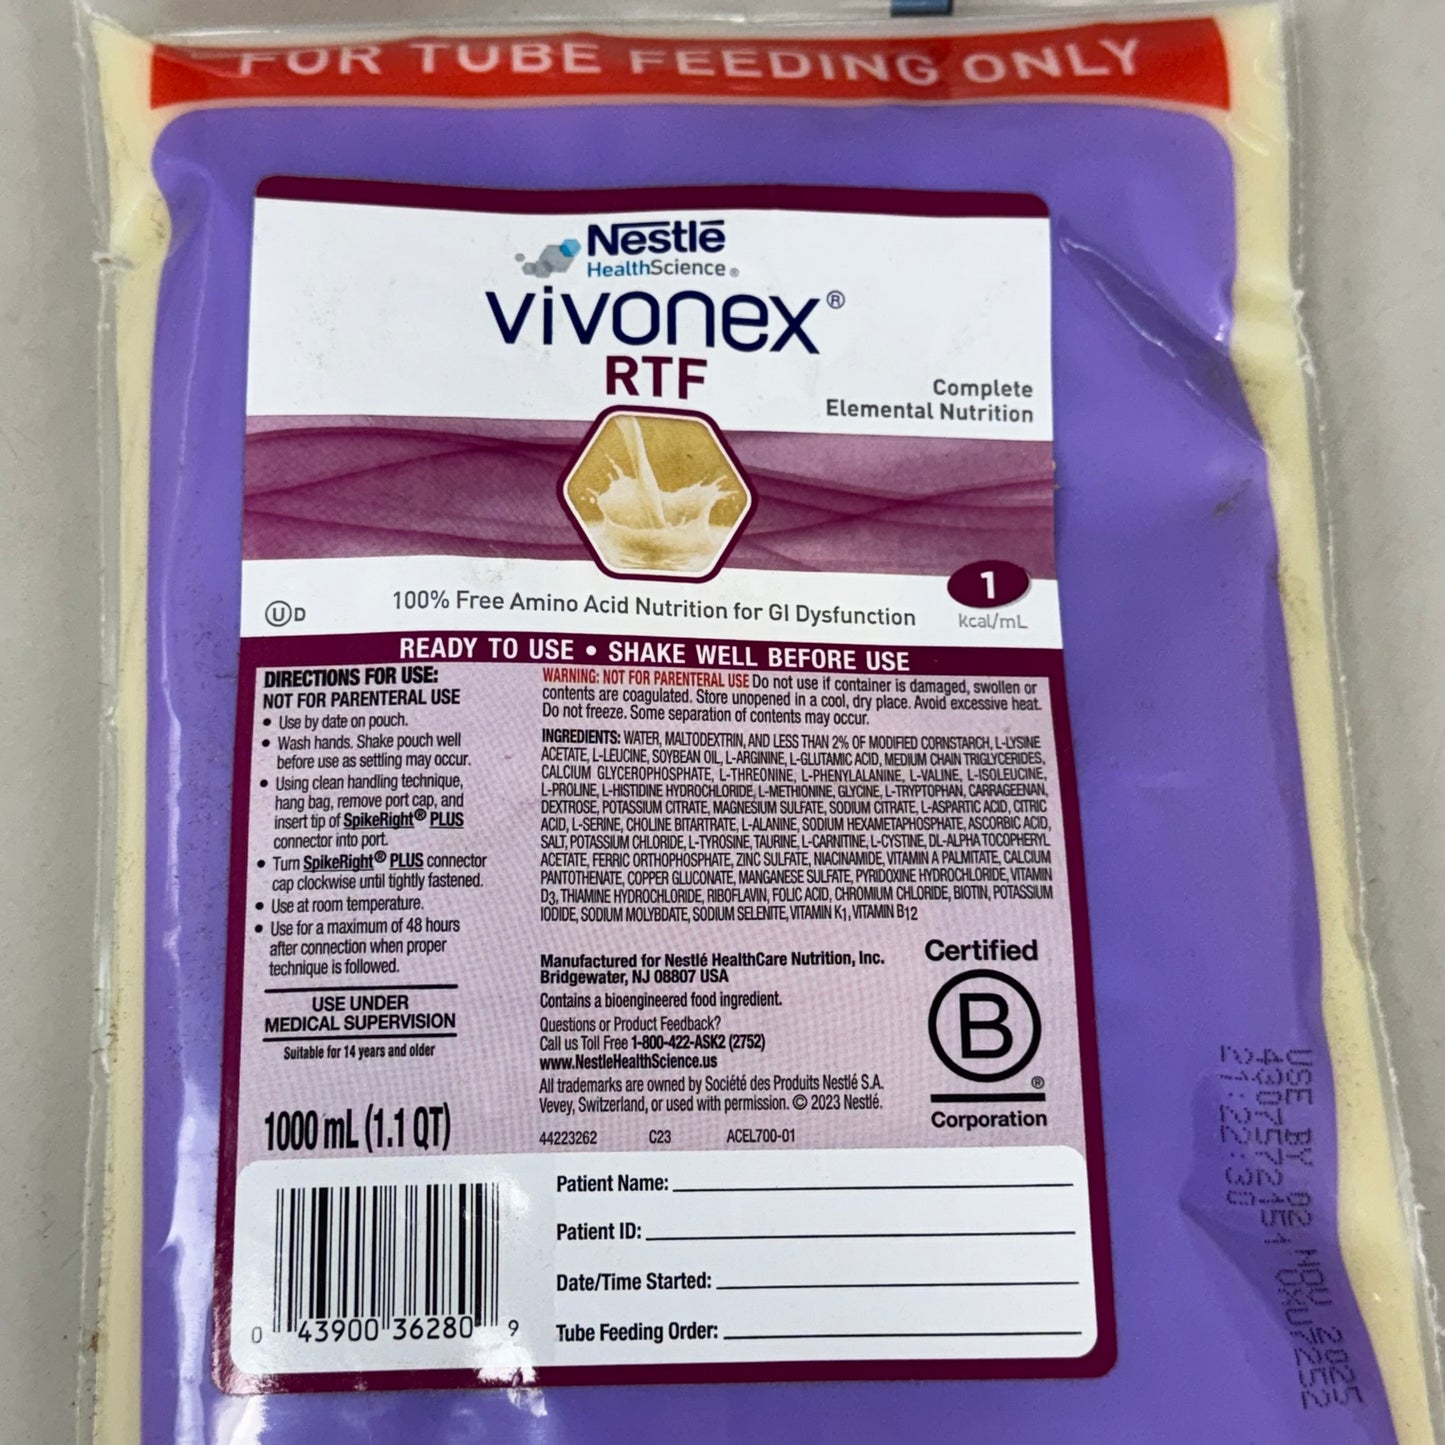 FOR TUBE FEEDING ONLY
Nestlé
HealthScience®
vivonex®
RTF
Complete
Elemental Nutrition
100% Free Amino Acid Nutrition for GI Dysfunction
1
kcal/mL
UD
READY TO USE • SHAKE WELL BEFORE USE
DIRECTIONS FOR USE:
NOT FOR PARENTERAL USE
• Use by date on pouch.
• Wash hands. Shake pouch well
before use as settling may occur.
• Using clean handling technique,
hang bag, remove port cap, and
insert tip of SpikeRight® PLUS
connector into port.
• Turn SpikeRight® PLUS connector
cap clockwise until tightly fastened.
• Use at room temperature.
• Use for a maximum of 48 hours
after connection when proper
technique is followed.
USE UNDER
MEDICAL SUPERVISION
Suitable for 14 years and older
1000 mL (1.1 QT)
WARNING: NOT FOR PARENTERAL USE Do not use if container is damaged, swollen or
contents are coagulated. Store unopened in a cool, dry place. Avoid excessive heat.
Do not freeze. Some separation of contents may occur.
INGREDIENTS: WATER, MALTODEXTRIN, AND LESS THAN 2% OF MODIFIED CORNSTARCH, L-LYSINE
ACETATE, L-LEUCINE, SOYBEAN OIL, L-ARGININE, L-GLUTAMIC ACID, MEDIUM CHAIN TRIGLYCERIDES,
CALCIUM GLYCEROPHOSPHATE, L-THREONINE, L-PHENYLALANINE, L-VALINE, L-ISOLEUCINE,
L-PROLINE, L-HISTIDINE HYDROCHLORIDE, L-METHIONINE, GLYCINE, L-TRYPTOPHAN, CARRAGEENAN,
DEXTROSE, POTASSIUM CITRATE, MAGNESIUM SULFATE, SODIUM CITRATE, L-ASPARTIC ACID, CITRIC
ACID, L-SERINE, CHOLINE BITARTRATE, L-ALANINE, SODIUM HEXAMETAPHOSPHATE, ASCORBIC ACID,
SALT, POTASSIUM CHLORIDE, L-TYROSINE, TAURINE, L-CARNITINE, L-CYSTINE, DL-ALPHA TOCOPHERYL
ACETATE, FERRIC ORTHOPHOSPHATE, ZINC SULFATE, NIACINAMIDE, VITAMIN A PALMITATE, CALCIUM
PANTOTHENATE, COPPER GLUCONATE, MANGANESE SULFATE, PYRIDOXINE HYDROCHLORIDE, VITAMIN
D3, THIAMINE HYDROCHLORIDE, RIBOFLAVIN, FOLIC ACID, CHROMIUM CHLORIDE, BIOTIN, POTASSIUM
IODIDE, SODIUM MOLYBDATE, SODIUM SELENITE, VITAMIN K1, VITAMIN B12
Manufactured for Nestlé HealthCare Nutrition, Inc.
Bridgewater, NJ 08807 USA
Contains a bioengineered food ingredient.
Questions or Product Feedback?
Call us Toll Free 1-800-422-ASK2 (2752)
www.NestleHealthScience.us
All trademarks are owned by Société des Produits Nestlé S.A.
Vevey, Switzerland, or used with permission. © 2023 Nestlé.
44223262 C23 ACEL700-01
Certified
B
®
Corporation
Patient Name:
Patient ID:
Date/Time Started:
Tube Feeding Order:
0 43900 36280 9
USE BY 02 NOV 2025
21:22:30